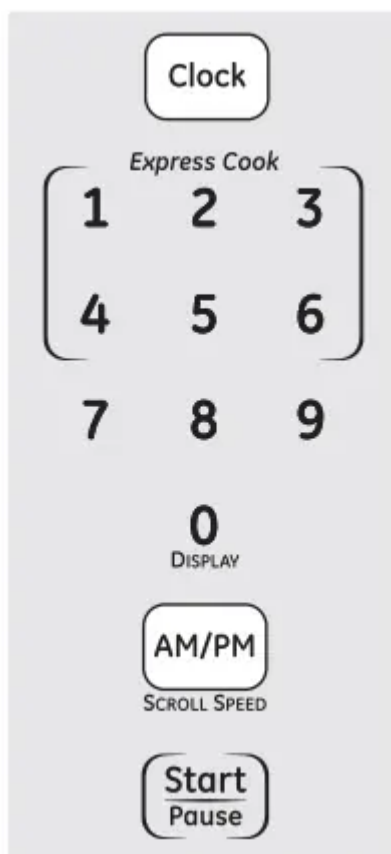 Clock
Express Cook
1 2 3
4 5 6
7 8 9
0
DISPLAY
AM/PM
SCROLL SPEED
Start
Pause